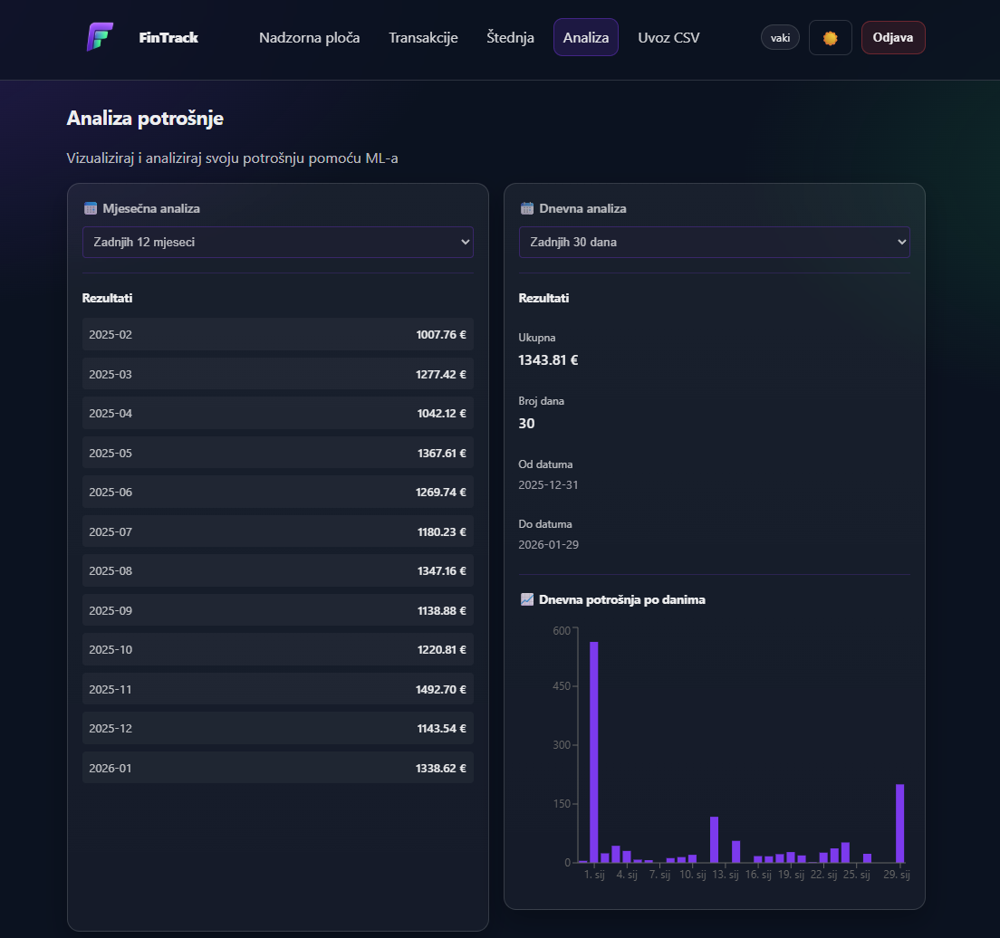 FinTrack
Nadzorna ploča
Transakcije
Štednja
Analiza
Uvoz CSV
vaki
Odjava
Analiza potrošnje
Vizualiziraj i analiziraj svoju potrošnju pomoću ML-a
Mjesečna analiza
Zadnjih 12 mjeseci
Rezultati
2025-02 1007.76 €
2025-03 1277.42 €
2025-04 1042.12 €
2025-05 1367.61 €
2025-06 1269.74 €
2025-07 1180.23 €
2025-08 1347.16 €
2025-09 1138.88 €
2025-10 1220.81 €
2025-11 1492.70 €
2025-12 1143.54 €
2026-01 1338.62 €
Dnevna analiza
Zadnjih 30 dana
Rezultati
Ukupna
1343.81 €
Broj dana
30
Od datuma
2025-12-31
Do datuma
2026-01-29
Dnevna potrošnja po danima
600
450
300
150
0
1. sij 4. sij 7. sij 10. sij 13. sij 16. sij 19. sij 22. sij 25. sij 29. sij